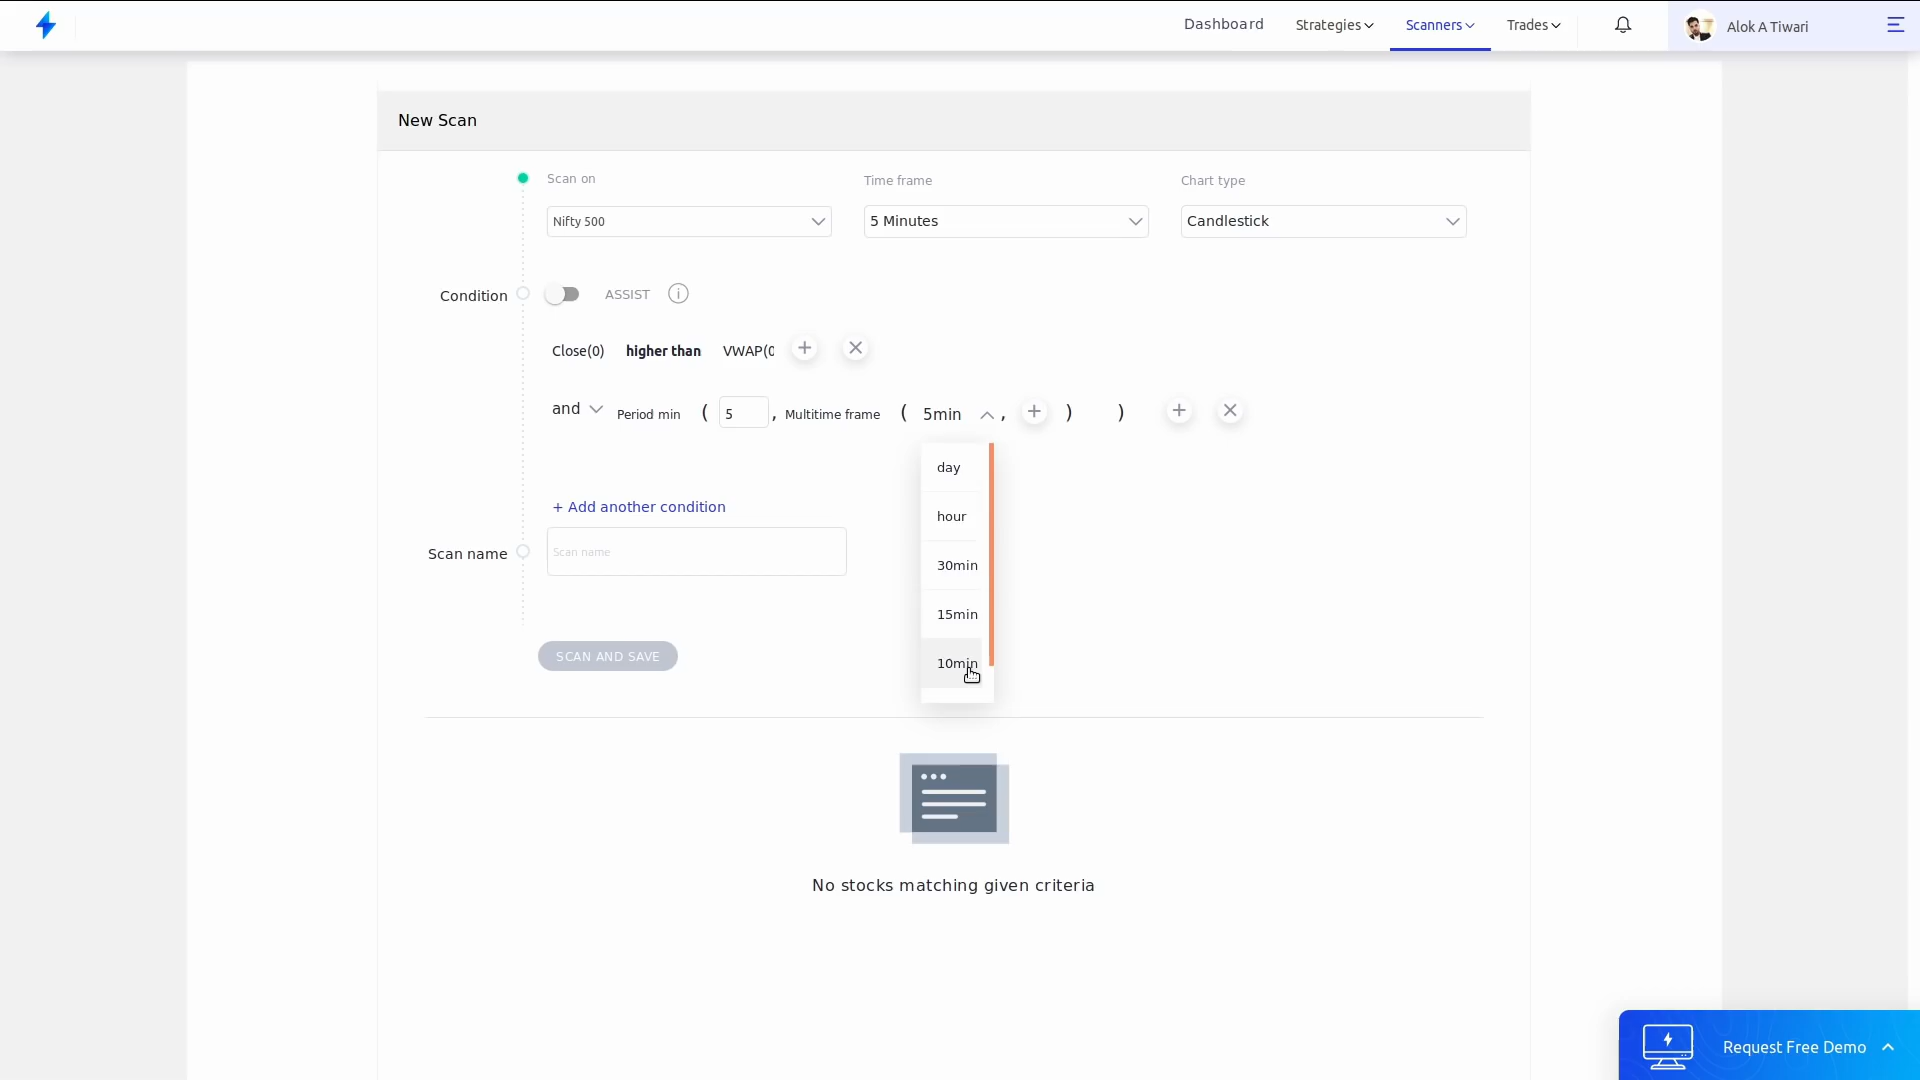 Dashboard Strategies Scanners Trades Alok A Tiwari
New Scan
Scan on Time frame Chart type
Nifty 500 5 Minutes Candlestick
Condition ASSIST i
Close(0) higher than VWAP(0
and Period min ( 5 , Multitime frame ( 5min , + ) )
day
hour
30min
15min
10min
+ Add another condition
Scan name Scan name
SCAN AND SAVE
No stocks matching given criteria
Request Free Demo